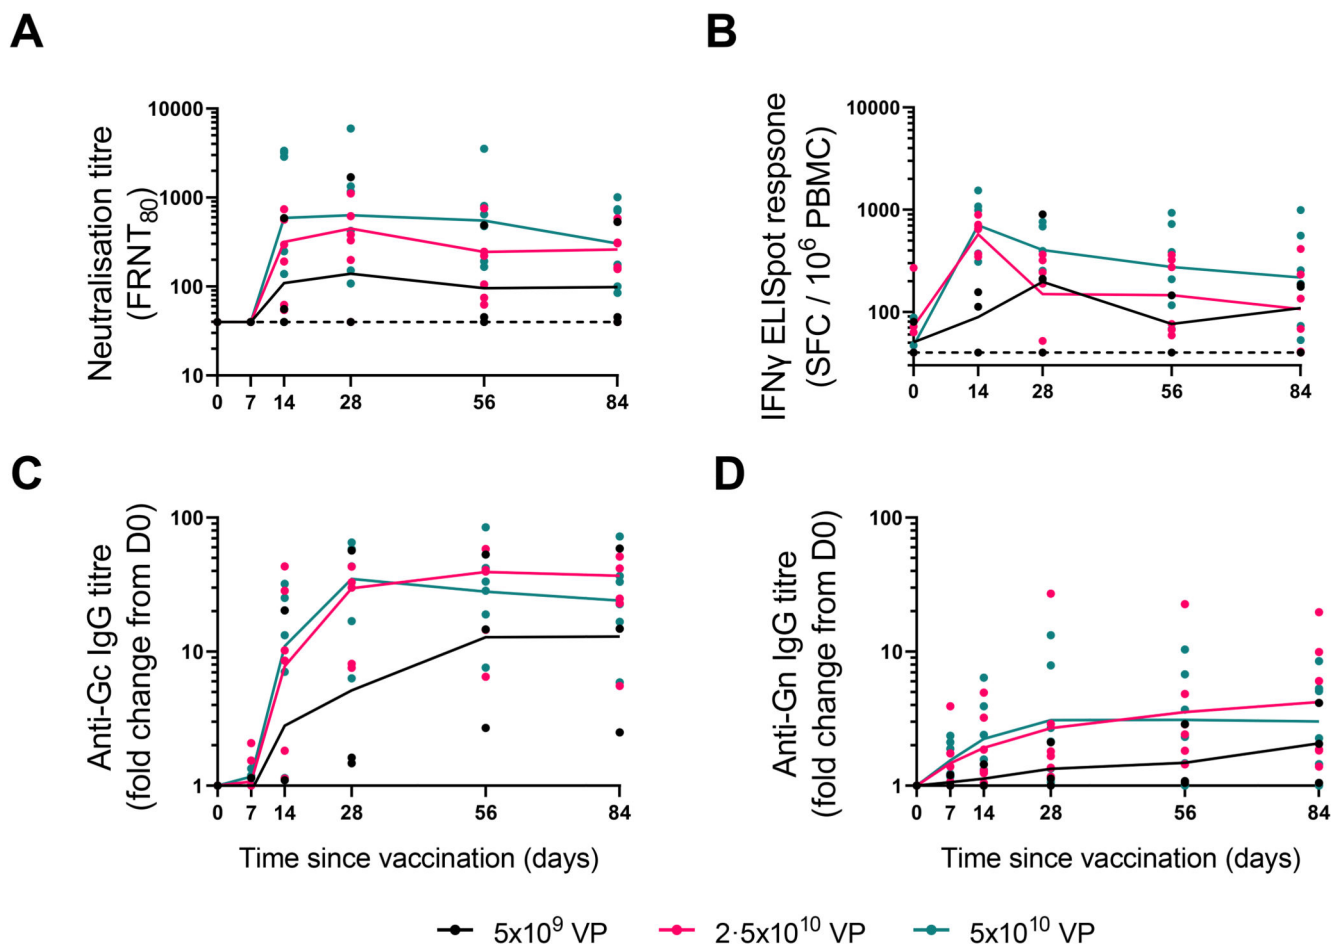 A
B
Neutralisation titre
(FRNT80)
10000
1000
100
10
0 7 14 28 56 84
IFNγ ELISpot respsone
(SFC / 10⁶ PBMC)
10000
1000
100
0 14 28 56 84
C
D
Anti-Gc IgG titre
(fold change from D0)
100
10
1
0 7 14 28 56 84
Time since vaccination (days)
Anti-Gn IgG titre
(fold change from D0)
100
10
1
0 7 14 28 56 84
Time since vaccination (days)
5x10⁹ VP 2·5x10¹⁰ VP 5x10¹⁰ VP